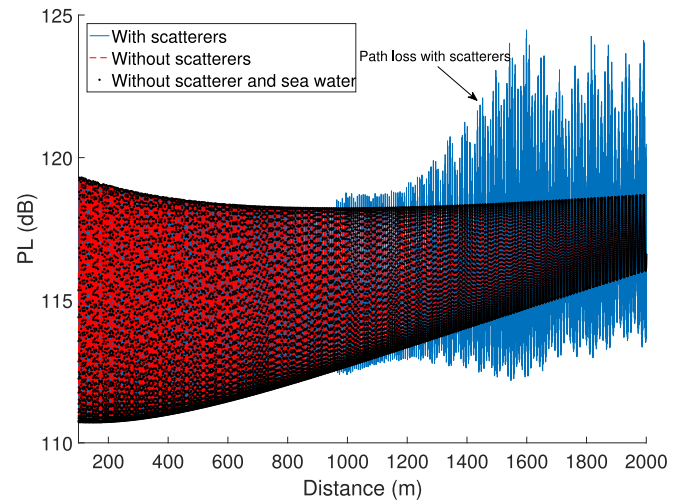 125
With scatterers
Without scatterers
Without scatterer and sea water
Path loss with scatterers
120
PL (dB)
115
110
200 400 600 800 1000 1200 1400 1600 1800 2000
Distance (m)